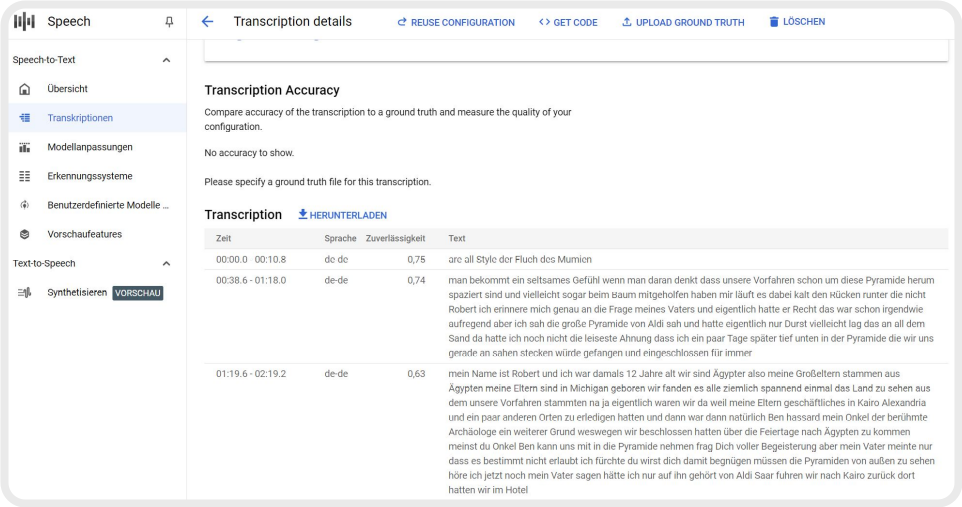 Speech
Transcription details
REUSE CONFIGURATION
<> GET CODE
UPLOAD GROUND TRUTH
LÖSCHEN
Speech-to-Text
Übersicht
Transkriptionen
Modellanpassungen
Erkennungssysteme
Benutzerdefinierte Modelle ...
Vorschaufeatures
Text-to-Speech
Synthetisieren VORSCHAU
Transcription Accuracy
Compare accuracy of the transcription to a ground truth and measure the quality of your
configuration.
No accuracy to show.
Please specify a ground truth file for this transcription.
Transcription HERUNTERLADEN
Zeit Sprache Zuverlässigkeit Text
00:00.0 00:10.8 de-de 0,75 are all Style der Fluch des Mumien
00:38.6 - 01:18.0 de-de 0,74 man bekommt ein seltsames Gefühl wenn man daran denkt dass unsere Vorfahren schon um diese Pyramide herum
spaziert sind und vielleicht sogar beim Baum mitgeholfen haben mir läuft es dabei kalt den Rücken runter die nicht
Robert ich erinnere mich genau an die Frage meines Vaters und eigentlich hatte er Recht das war schon irgendwie
aufregend aber ich sah die große Pyramide von Aldi sah und hatte eigentlich nur Durst vielleicht lag das an all dem
Sand da hatte ich noch nicht die leiseste Ahnung dass ich ein paar Tage später tief unten in der Pyramide die wir uns
gerade an sahen stecken würde gefangen und eingeschlossen für immer
01:19.6 - 02:19.2 de-de 0,63 mein Name ist Robert und ich war damals 12 Jahre alt wir sind Ägypter also meine Großeltern stammen aus
Ägypten meine Eltern sind in Michigan geboren wir fanden es alle ziemlich spannend einmal das Land zu sehen aus
dem unsere Vorfahren stammten na ja eigentlich waren wir da weil meine Eltern geschäftliches in Kairo Alexandria
und ein paar anderen Orten zu erledigen hatten und dann war dann natürlich Ben hassard mein Onkel der berühmte
Archäologe ein weiterer Grund weswegen wir beschlossen hatten über die Feiertage nach Ägypten zu kommen
meinst du Onkel Ben kann uns mit in die Pyramide nehmen frag Dich voller Begeisterung aber mein Vater meinte nur
dass es bestimmt nicht erlaubt ich fürchte du wirst dich damit begnügen müssen die Pyramiden von außen zu sehen
höre ich jetzt noch mein Vater sagen hätte ich nur auf ihn gehört von Aldi Saar fuhren wir nach Kairo zurück dort
hatten wir im Hotel